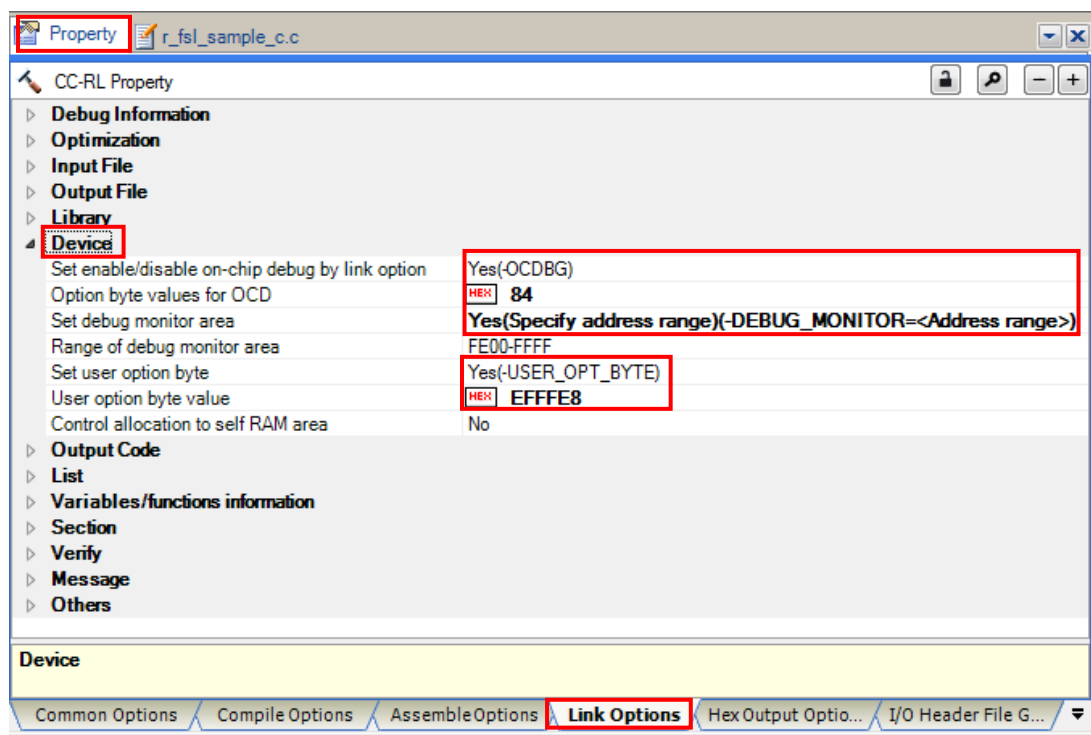 Property r_fsl_sample_c.c
CC-RL Property
Debug Information
Optimization
Input File
Output File
Library
Device
Set enable/disable on-chip debug by link option Yes(-OCDBG)
Option byte values for OCD HEX 84
Set debug monitor area Yes(Specify address range)(-DEBUG_MONITOR=<Address range>)
Range of debug monitor area FE00-FFFF
Set user option byte Yes(-USER_OPT_BYTE)
User option byte value HEX EFFFE8
Control allocation to self RAM area No
Output Code
List
Variables/functions information
Section
Verify
Message
Others
Device
Common Options Compile Options Assemble Options Link Options Hex Output Optio... I/O Header File G...